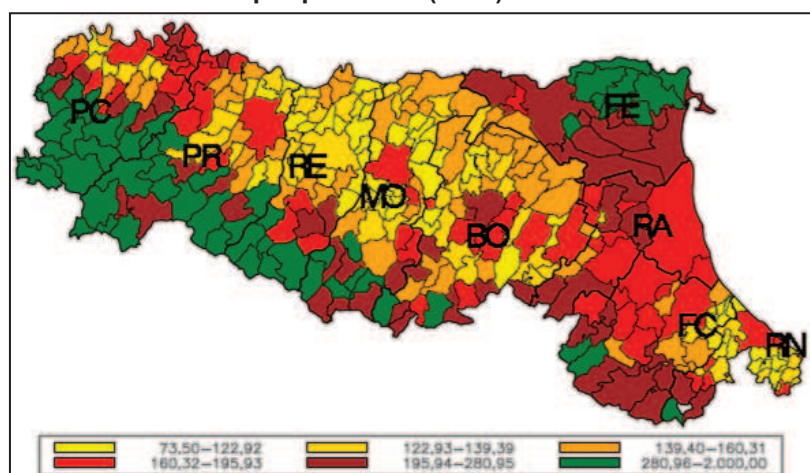 PC
FE
PR
RE
MO
RA
BO
FC
RN
73,50–122,92 122,93–139,39 139,40–160,31
160,32–195,93 195,94–280,95 280,96–2.000,00